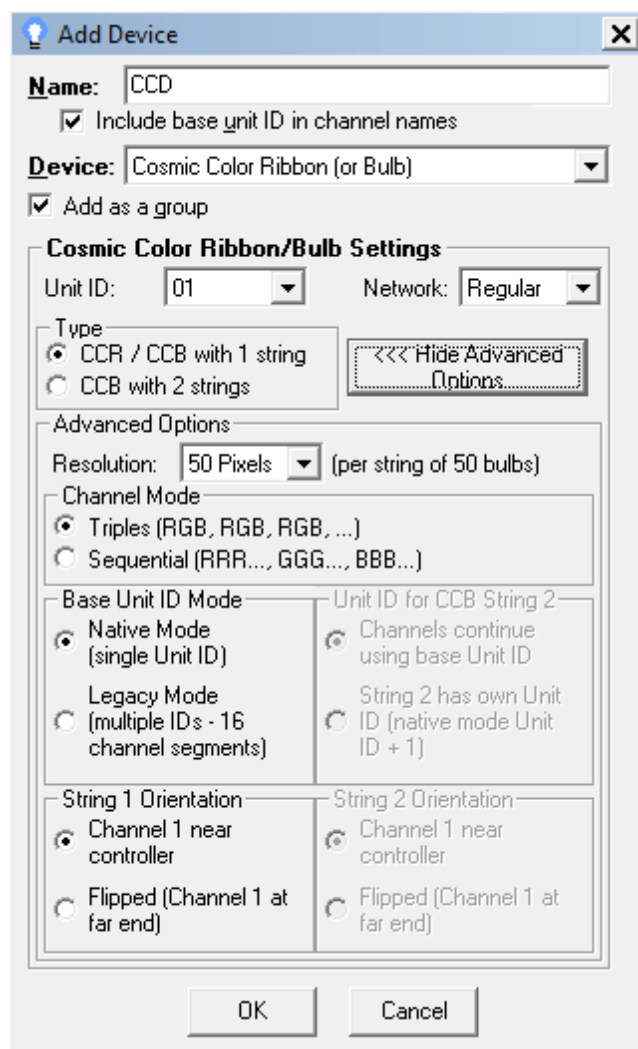 Add Device
Name: CCD
Include base unit ID in channel names
Device: Cosmic Color Ribbon (or Bulb)
Add as a group
Cosmic Color Ribbon/Bulb Settings
Unit ID: 01 Network: Regular
Type
CCR / CCB with 1 string
CCB with 2 strings
<<< Hide Advanced
Options
Advanced Options
Resolution: 50 Pixels (per string of 50 bulbs)
Channel Mode
Triples (RGB, RGB, RGB, ...)
Sequential (RRR..., GGG..., BBB...)
Base Unit ID Mode
Native Mode
(single Unit ID)
Legacy Mode
(multiple IDs - 16
channel segments)
Unit ID for CCB String 2
Channels continue
using base Unit ID
String 2 has own Unit
ID (native mode Unit
ID + 1)
String 1 Orientation
Channel 1 near
controller
Flipped (Channel 1 at
far end)
String 2 Orientation
Channel 1 near
controller
Flipped (Channel 1 at
far end)
OK Cancel